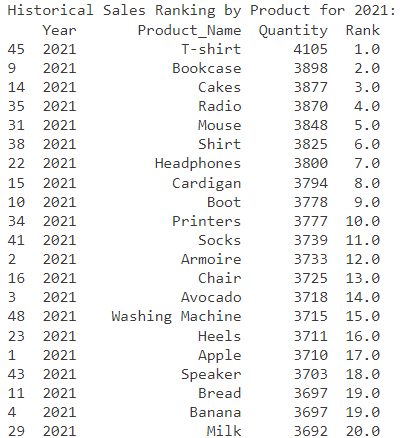 Historical Sales Ranking by Product for 2021:
Year Product_Name Quantity Rank
45 2021 T-shirt 4105 1.0
9 2021 Bookcase 3898 2.0
14 2021 Cakes 3877 3.0
35 2021 Radio 3870 4.0
31 2021 Mouse 3848 5.0
38 2021 Shirt 3825 6.0
22 2021 Headphones 3800 7.0
15 2021 Cardigan 3794 8.0
10 2021 Boot 3778 9.0
34 2021 Printers 3777 10.0
41 2021 Socks 3739 11.0
2 2021 Armoire 3733 12.0
16 2021 Chair 3725 13.0
3 2021 Avocado 3718 14.0
48 2021 Washing Machine 3715 15.0
23 2021 Heels 3711 16.0
1 2021 Apple 3710 17.0
43 2021 Speaker 3703 18.0
11 2021 Bread 3697 19.0
4 2021 Banana 3697 19.0
29 2021 Milk 3692 20.0